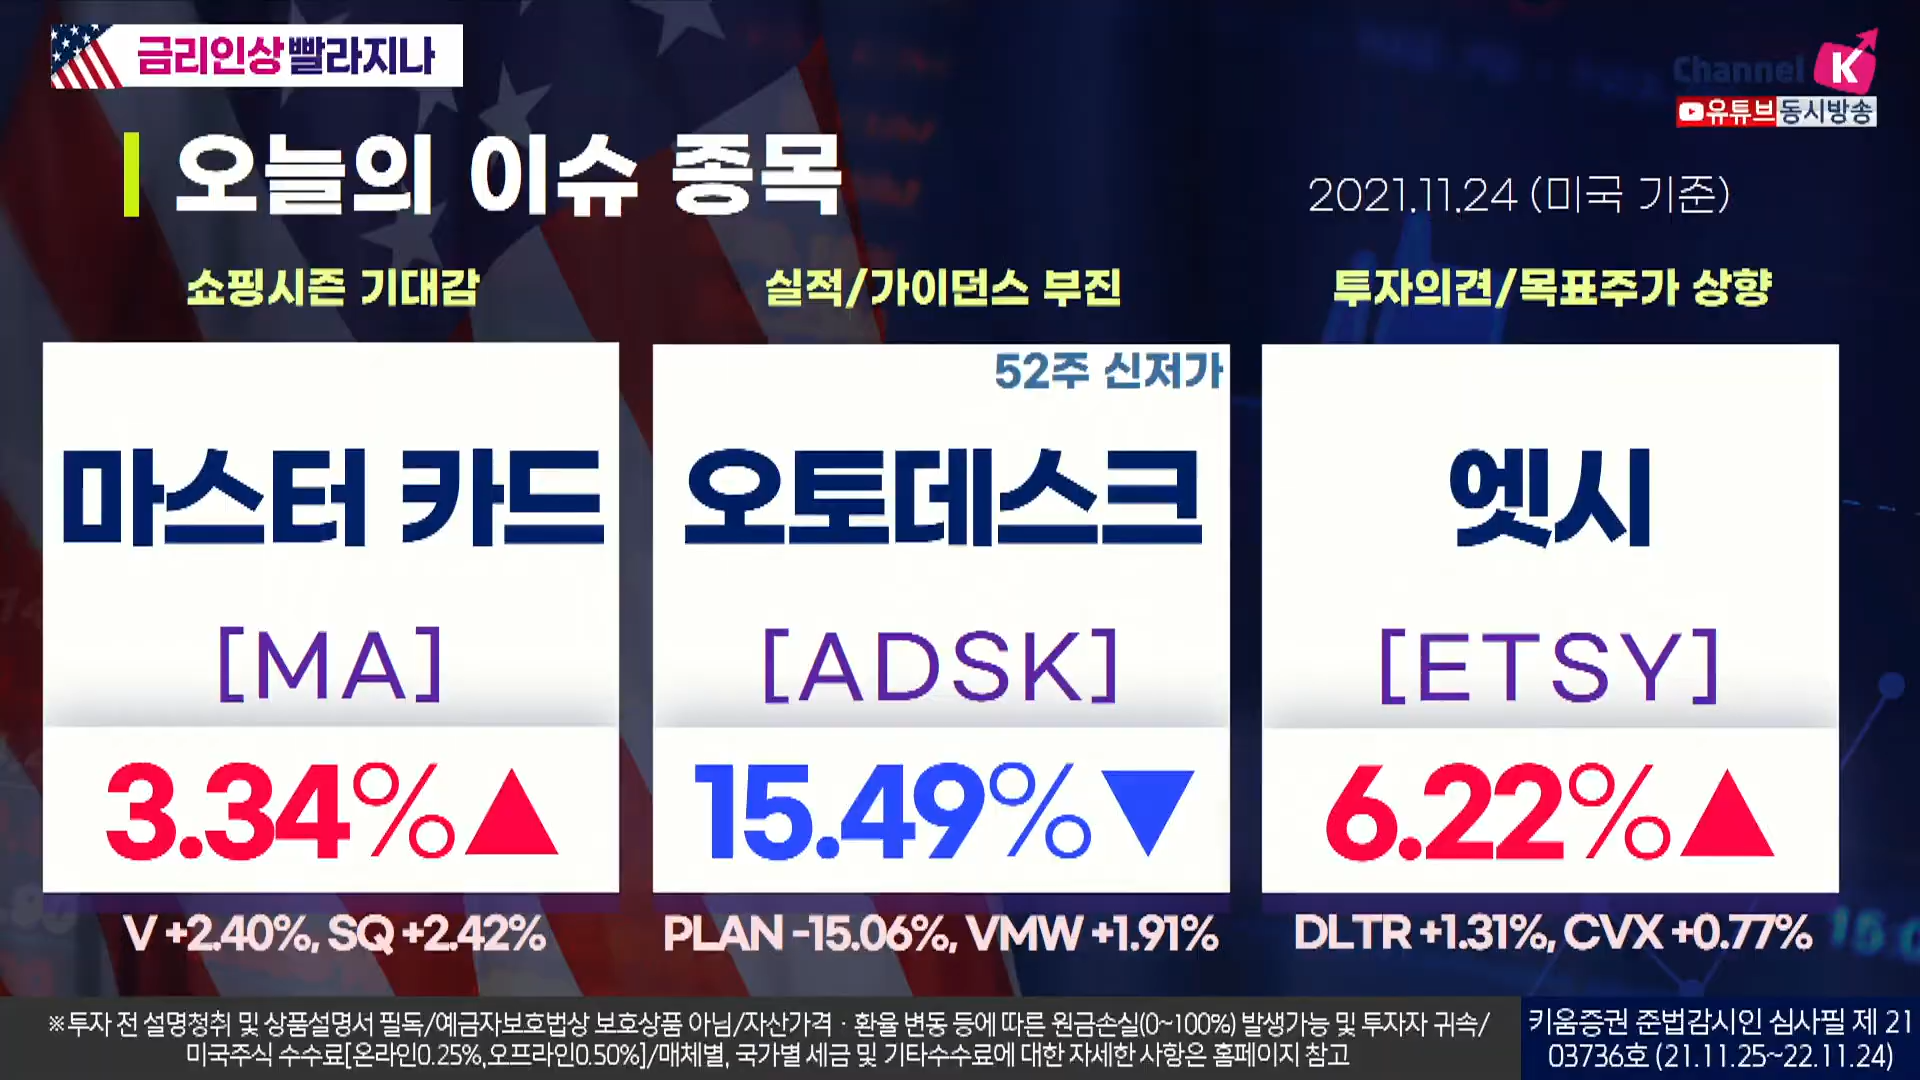 금리인상 빨라지나
Channel K
유튜브 동시방송
오늘의 이슈 종목
2021.11.24 (미국 기준)
쇼핑시즌 기대감
마스터 카드
[MA]
3.34%▲
V +2.40%, SQ +2.42%
실적/가이던스 부진
52주 신저가
오토데스크
[ADSK]
15.49%▼
PLAN -15.06%, VMW +1.91%
투자의견/목표주가 상향
엣시
[ETSY]
6.22%▲
DLTR +1.31%, CVX +0.77%
※투자 전 설명청취 및 상품설명서 필독/예금자보호법상 보호상품 아님/자산가격 · 환율 변동 등에 따른 원금손실(0~100%) 발생가능 및 투자자 귀속/
미국주식 수수료[온라인0.25%,오프라인0.50%]/매체별, 국가별 세금 및 기타수수료에 대한 자세한 사항은 홈페이지 참고
키움증권 준법감시인 심사필 제 21
03736호 (21.11.25~22.11.24)